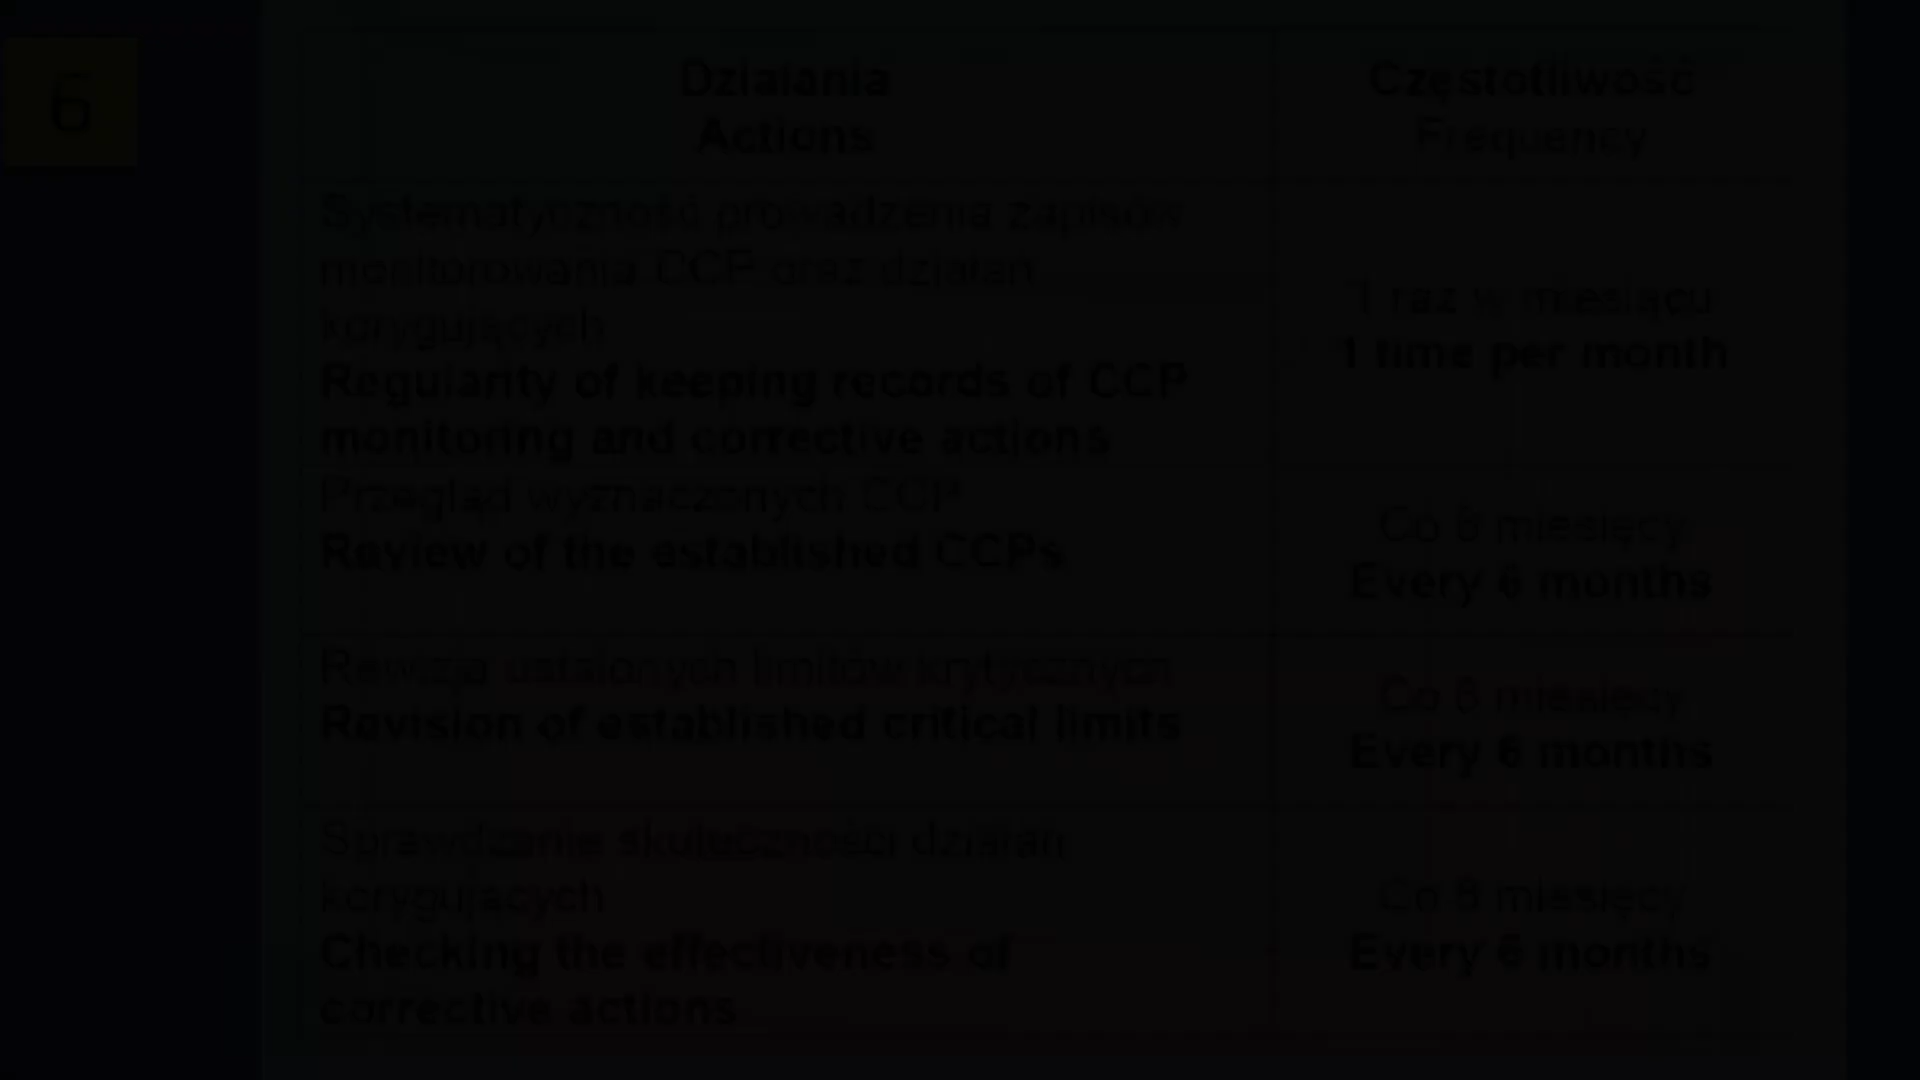 6
Działania
Actions
Częstotliwość
Frequency
Systematyczność prowadzenia zapisów
monitorowania CCP oraz działań
korygujących
Regularity of keeping records of CCP
monitoring and corrective actions
1 raz w miesiącu
1 time per month
Przegląd wyznaczonych CCP
Review of the established CCPs
Co 6 miesięcy
Every 6 months
Rewizja ustalonych limitów krytycznych
Revision of established critical limits
Co 6 miesięcy
Every 6 months
Sprawdzanie skuteczności działań
korygujących
Checking the effectiveness of
corrective actions
Co 6 miesięcy
Every 6 months